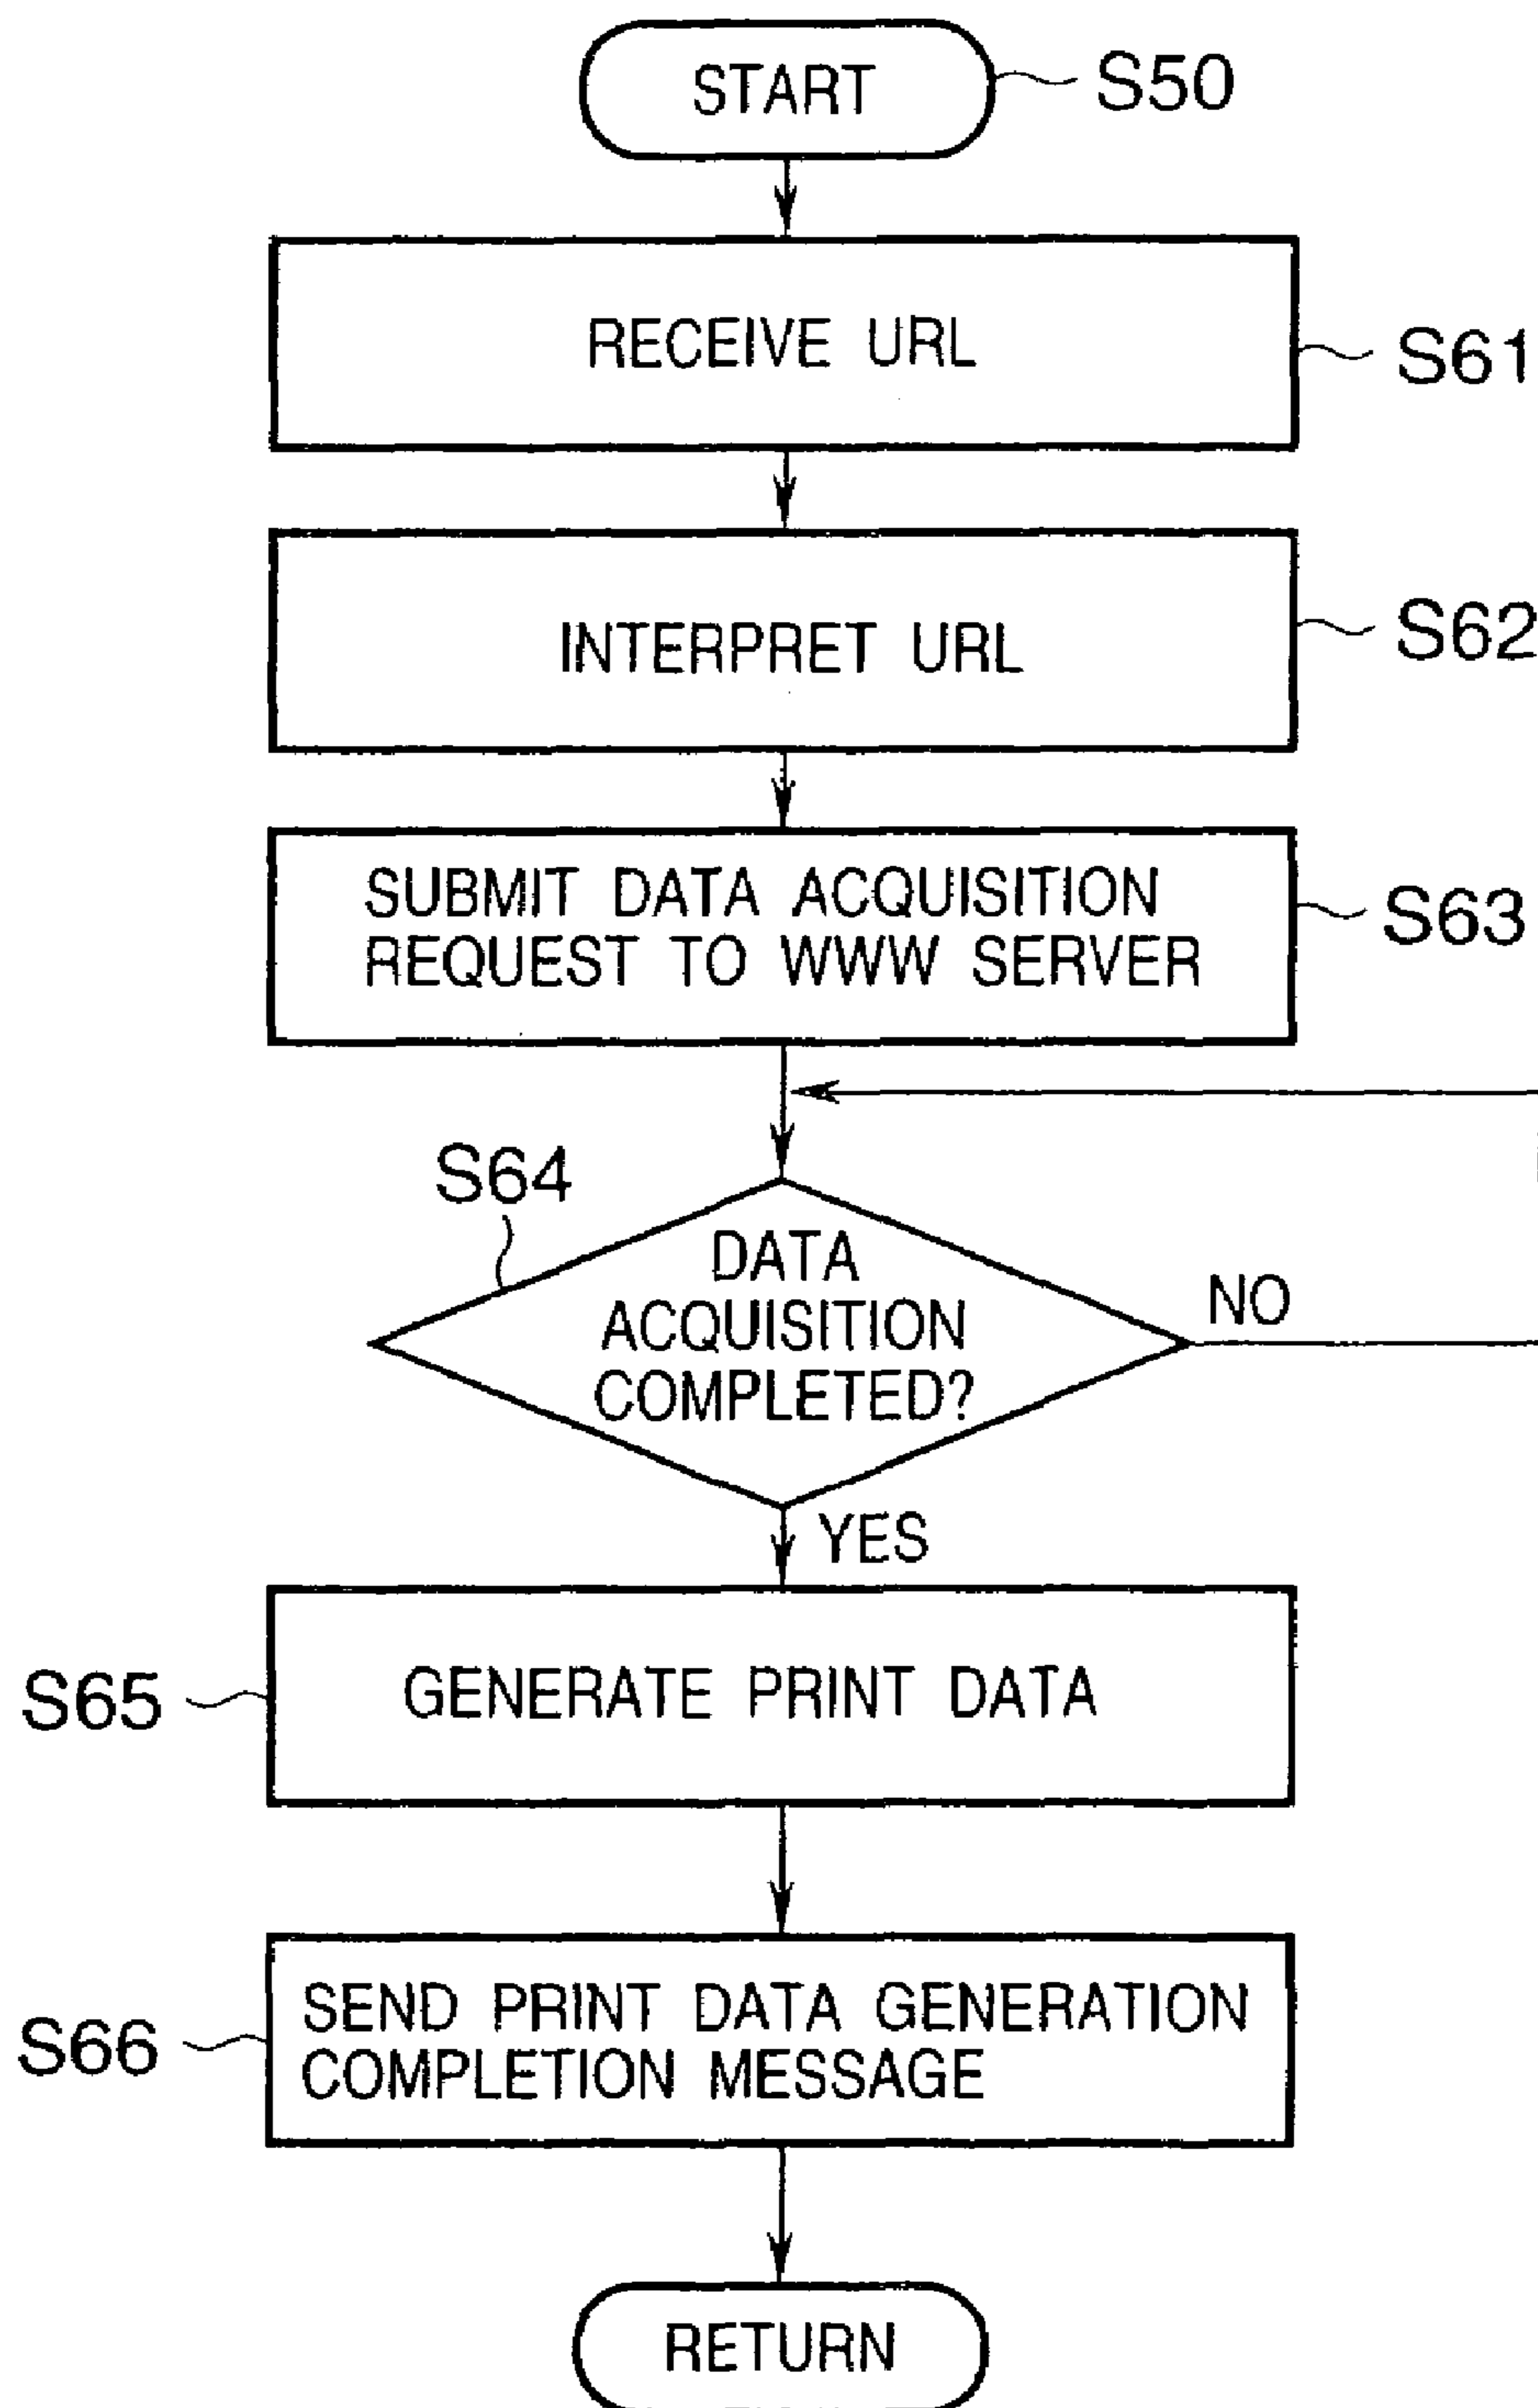 START
S50
RECEIVE URL
S61
INTERPRET URL
S62
SUBMIT DATA ACQUISITION
REQUEST TO WWW SERVER
S63
S64
DATA
ACQUISITION
COMPLETED?
NO
YES
S65
GENERATE PRINT DATA
S66
SEND PRINT DATA GENERATION
COMPLETION MESSAGE
RETURN